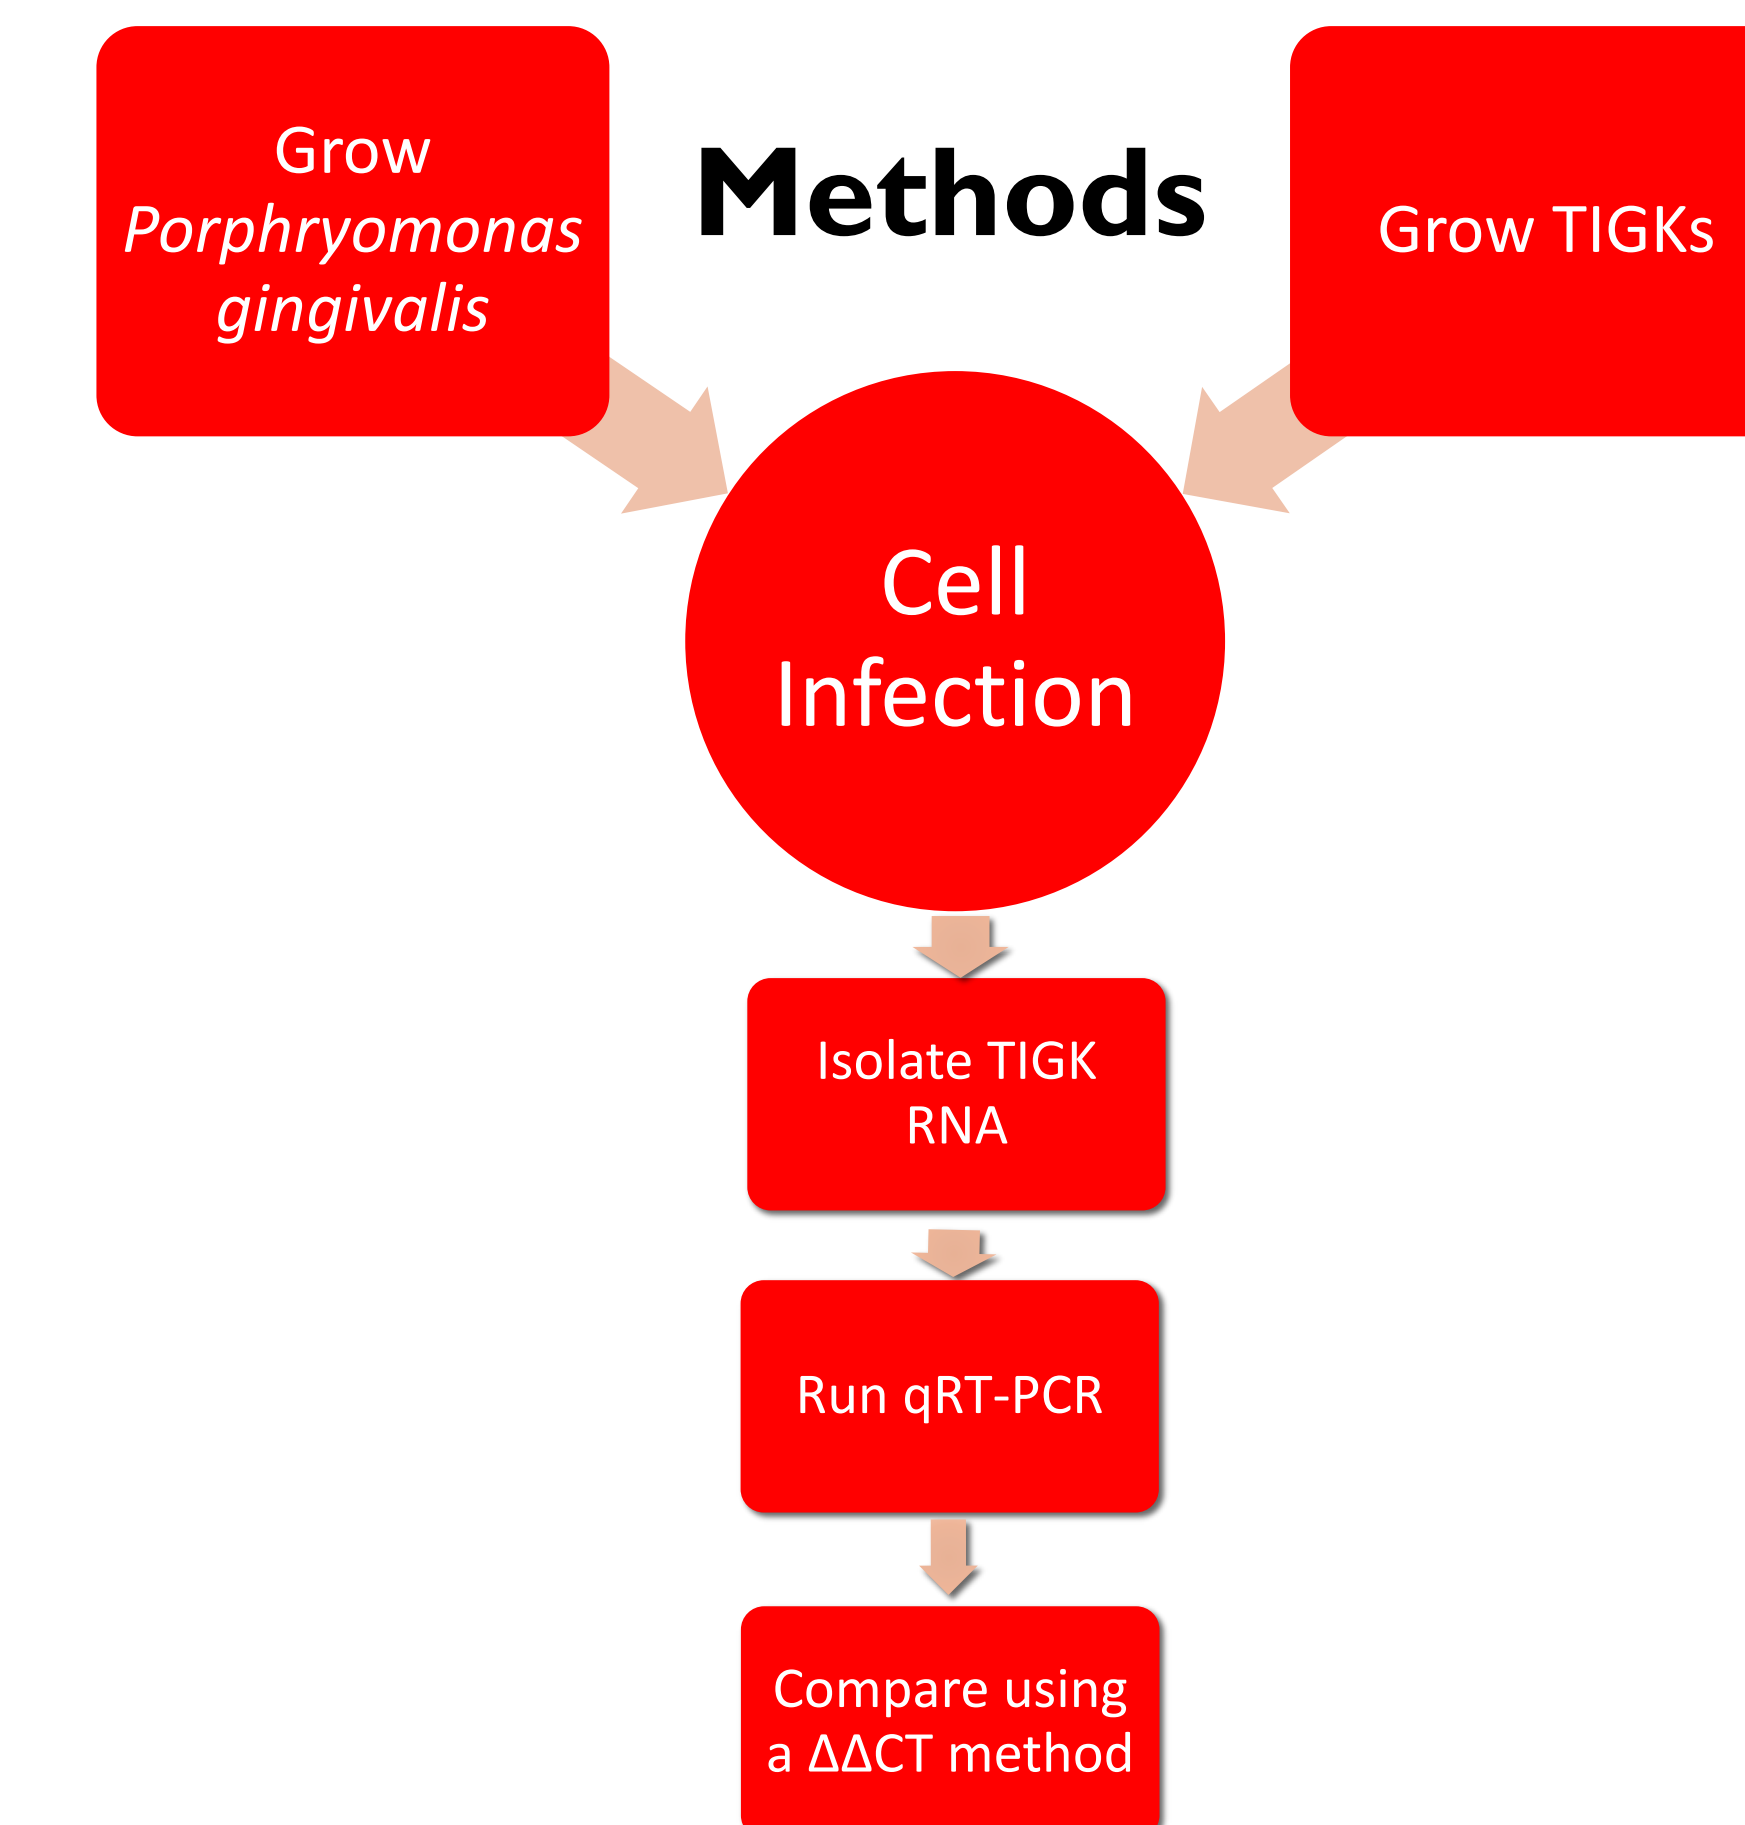 Grow
Porphryomonas
gingivalis
Methods
Grow TIGKs
Cell
Infection
Isolate TIGK
RNA
Run qRT-PCR
Compare using
a ΔΔCT method